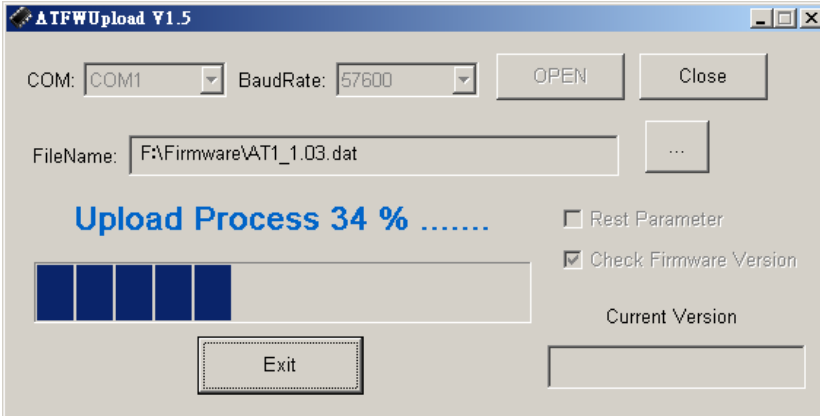 ATFWUpload V1.5
COM: COM1 BaudRate: 57600 OPEN Close
FileName: F:\Firmware\AT1_1.03.dat ...
Upload Process 34 % .......
Rest Parameter
Check Firmware Version
Current Version
Exit